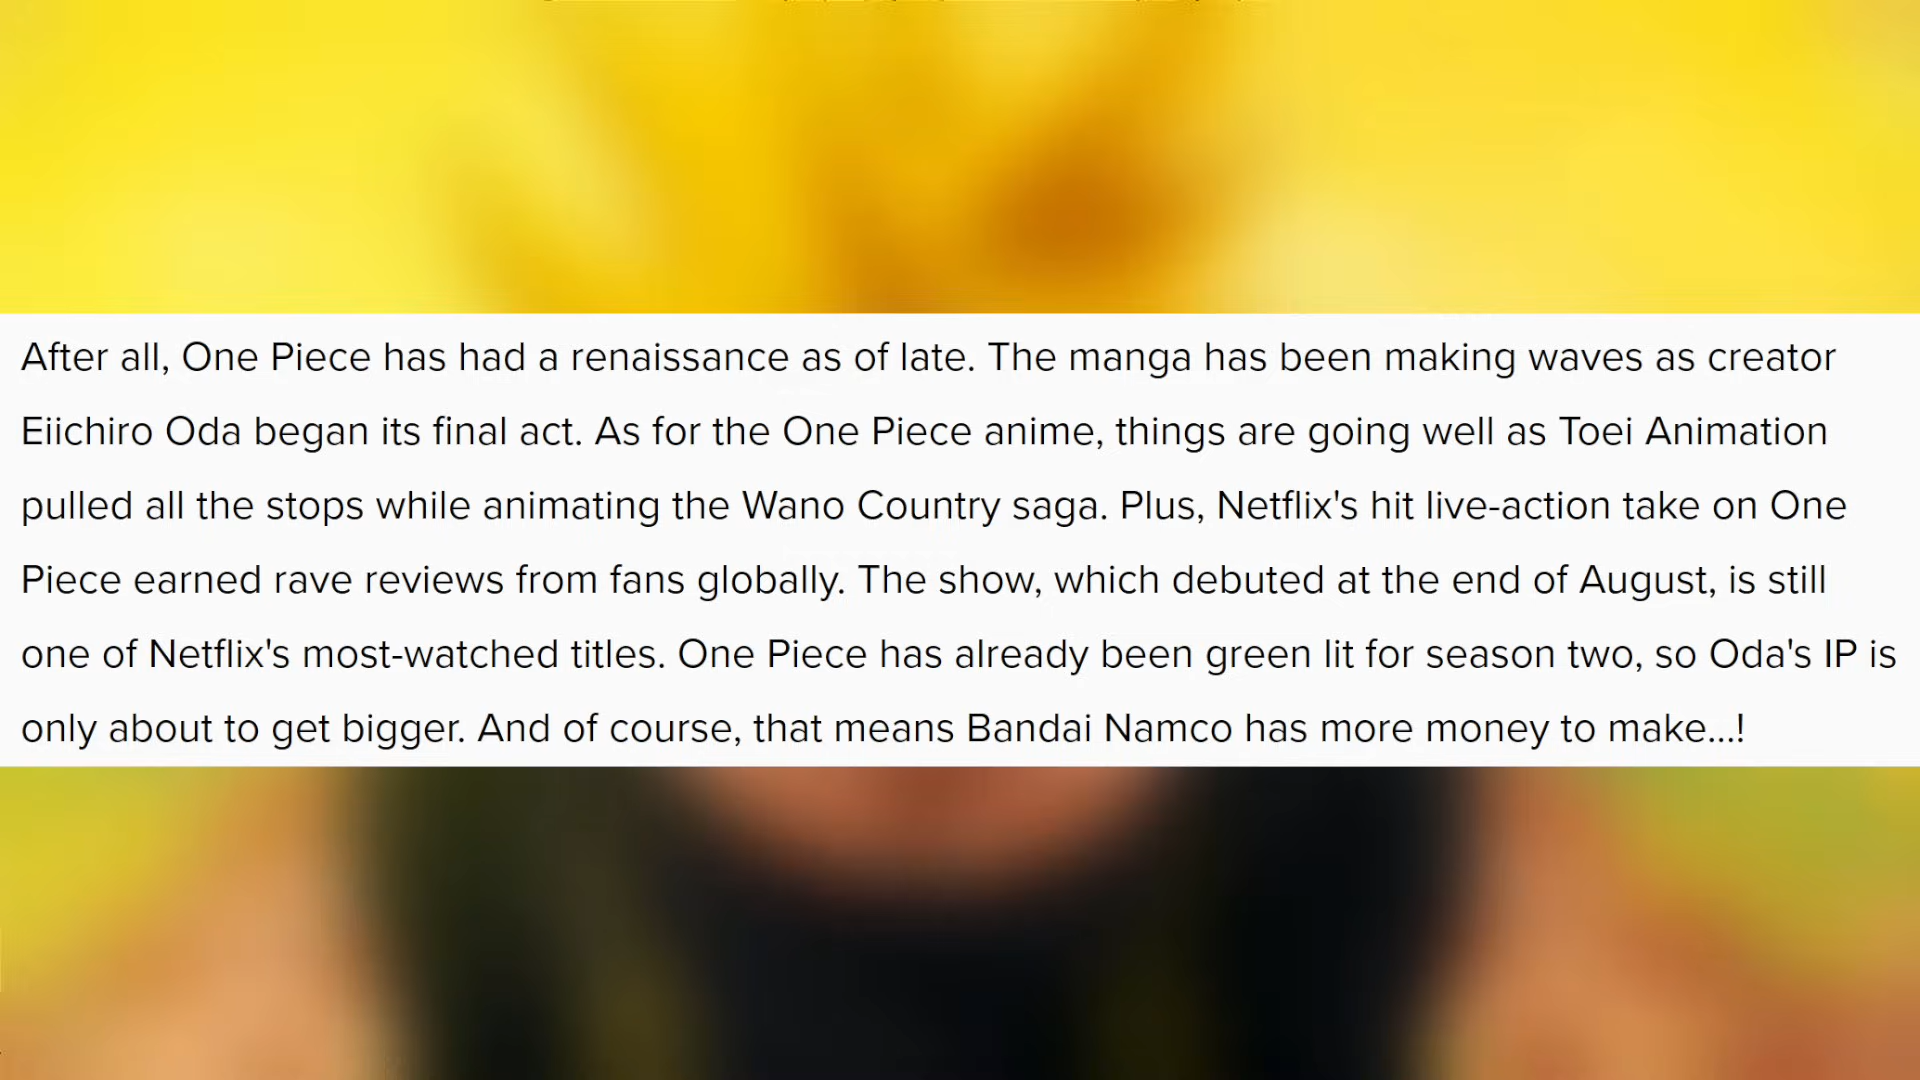 After all, One Piece has had a renaissance as of late. The manga has been making waves as creator
Eiichiro Oda began its final act. As for the One Piece anime, things are going well as Toei Animation
pulled all the stops while animating the Wano Country saga. Plus, Netflix's hit live-action take on One
Piece earned rave reviews from fans globally. The show, which debuted at the end of August, is still
one of Netflix's most-watched titles. One Piece has already been green lit for season two, so Oda's IP is
only about to get bigger. And of course, that means Bandai Namco has more money to make...!